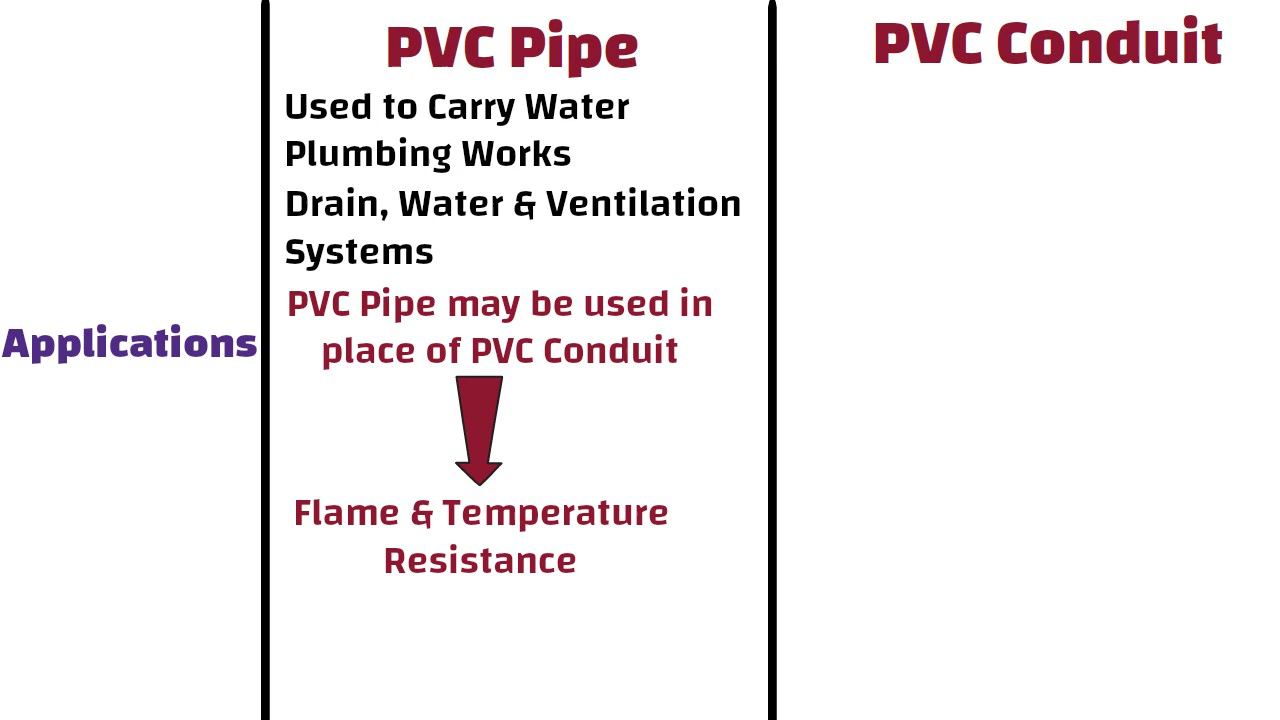 PVC Pipe
PVC Conduit
Used to Carry Water
Plumbing Works
Drain, Water & Ventilation
Systems
PVC Pipe may be used in
place of PVC Conduit
Applications
Flame & Temperature
Resistance